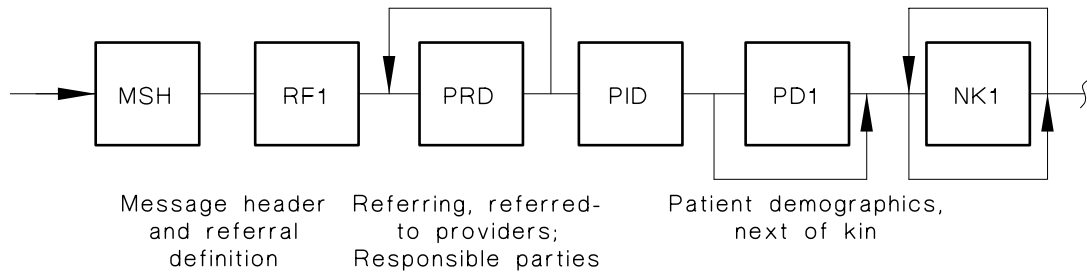 MSH
RF1
PRD
PID
PD1
NK1
Message header
and referral
definition
Referring, referred-
to providers;
Responsible parties
Patient demographics,
next of kin